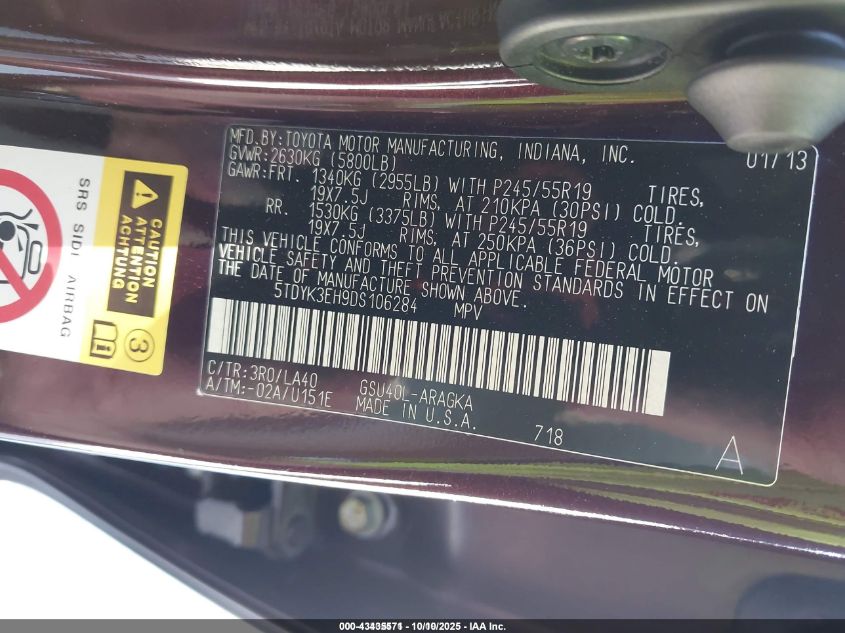 MFD.BY:TOYOTA MOTOR MANUFACTURING, INDIANA, INC. 01/13
GVWR:2630KG (5800LB)
GAWR:FRT. 1340KG (2955LB) WITH P245/55R19 TIRES,
19X7.5J RIMS, AT 210KPA (30PSI) COLD.
RR. 1530KG (3375LB) WITH P245/55R19 TIRES,
19X7.5J RIMS, AT 250KPA (36PSI) COLD.
THIS VEHICLE CONFORMS TO ALL APPLICABLE FEDERAL MOTOR
VEHICLE SAFETY AND THEFT PREVENTION STANDARDS IN EFFECT ON
THE DATE OF MANUFACTURE SHOWN ABOVE.
5TDYK3EH9DS106284 MPV
C/TR:3R0/LA40 GSU40L-ARAGKA
A/TM:-02A/U151E MADE IN U.S.A.
718
A
CAUTION
ATTENTION
ACHTUNG
SRS SIDE AIRBAG
3
10/2025 - IAA Inc.